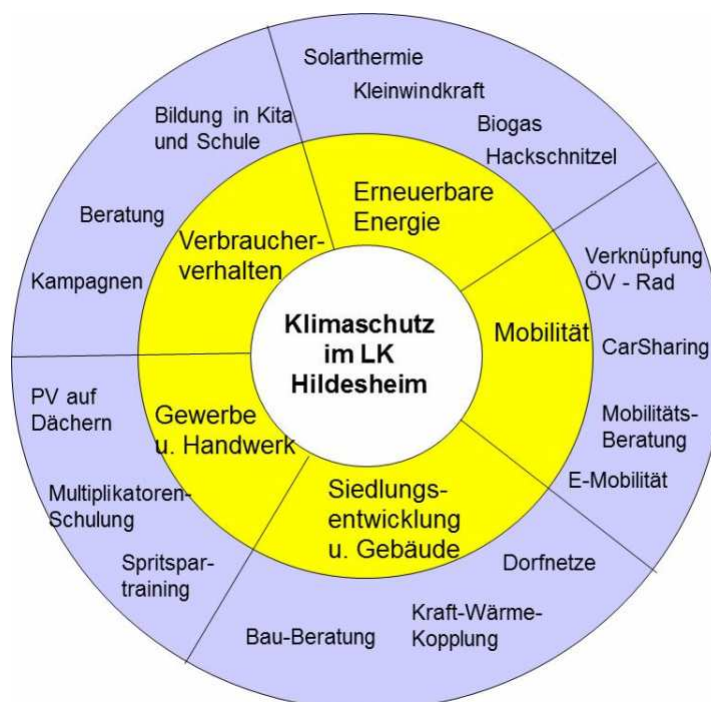 Klimaschutz
im LK
Hildesheim
Erneuerbare
Energie
Solarthermie
Kleinwindkraft
Biogas
Hackschnitzel
Mobilität
Verknüpfung
ÖV - Rad
CarSharing
Mobilitäts-
Beratung
E-Mobilität
Siedlungs-
entwicklung
u. Gebäude
Dorfnetze
Kraft-Wärme-
Kopplung
Bau-Beratung
Gewerbe
u. Handwerk
PV auf
Dächern
Multiplikatoren-
Schulung
Spritspar-
training
Verbraucher-
verhalten
Bildung in Kita
und Schule
Beratung
Kampagnen